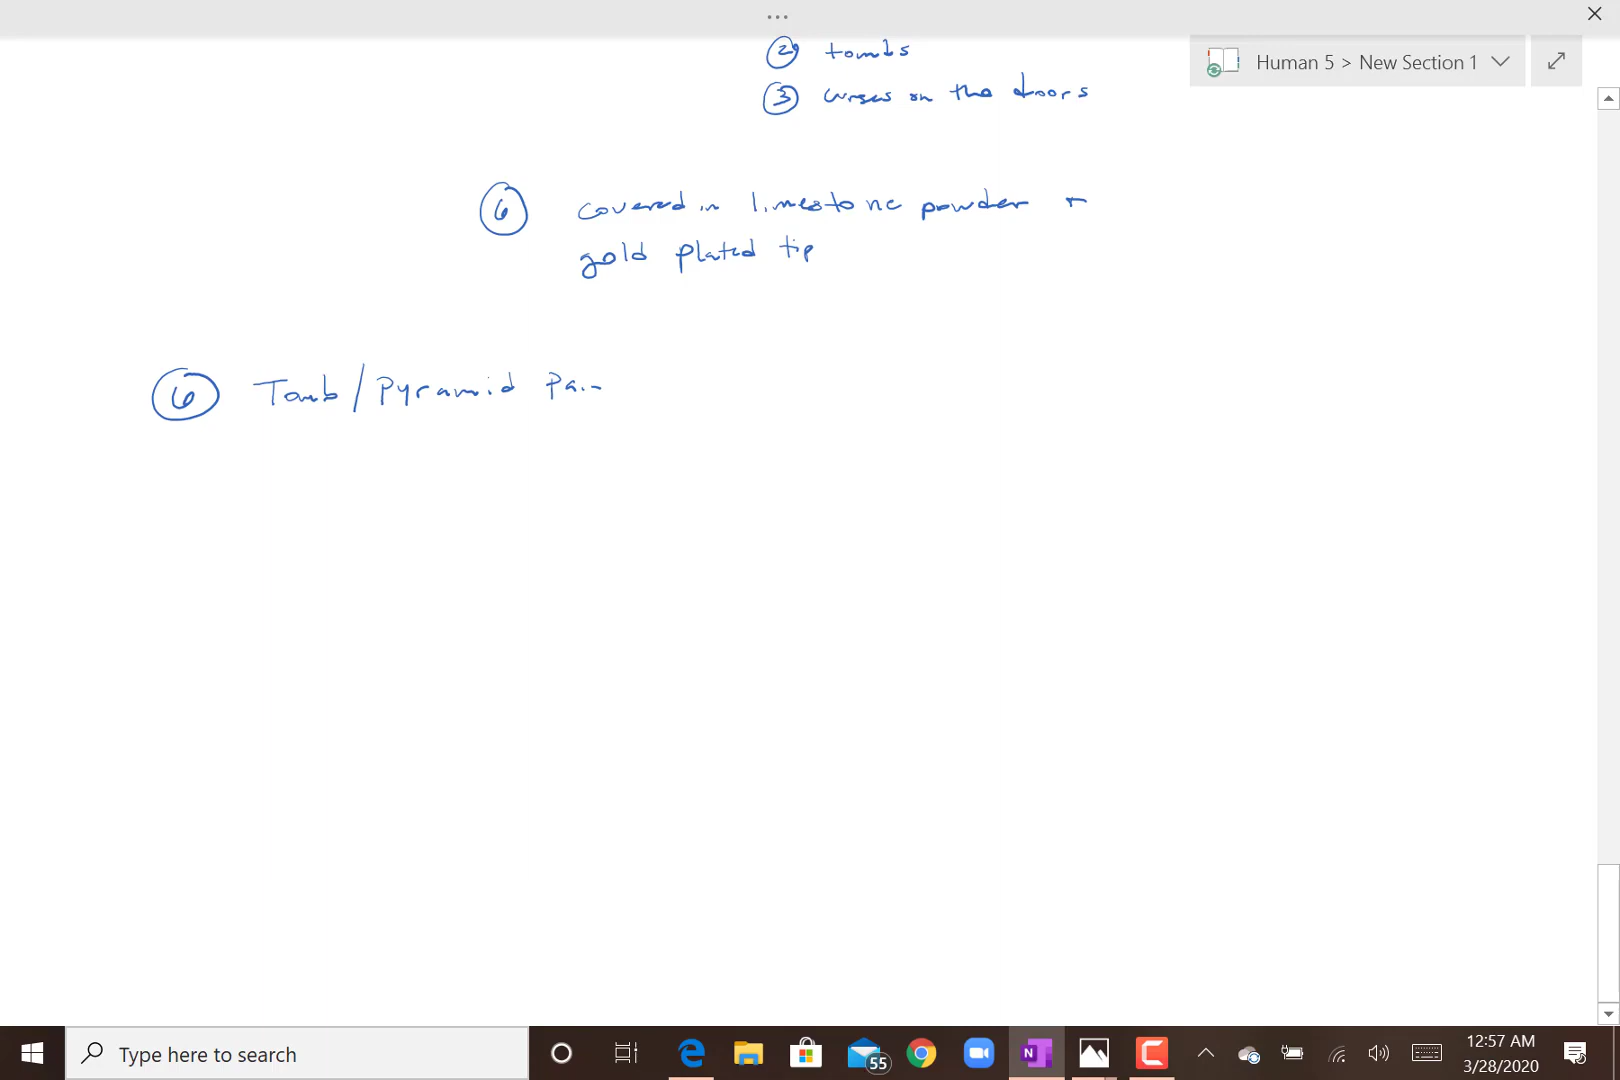 ...
② tombs
Human 5 > New Section 1
③ curses on the doors
⑥ covered in limestone powder +
gold plated tip
⑥ Tomb/Pyramid Pain
Type here to search
55
N
12:57 AM
3/28/2020